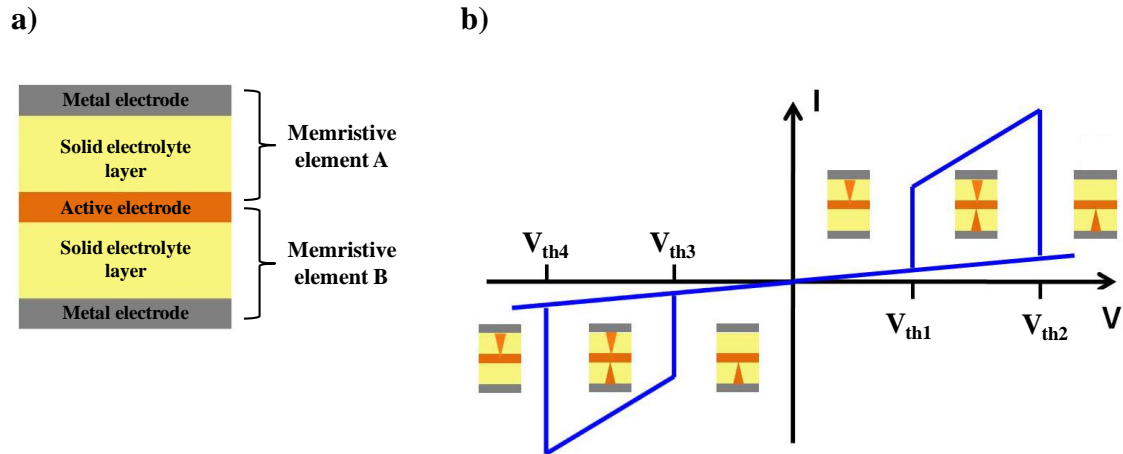 a)
Metal electrode
Solid electrolyte
layer
Active electrode
Solid electrolyte
layer
Metal electrode
Memristive
element A
Memristive
element B
b)
I
V
Vth1
Vth2
Vth3
Vth4